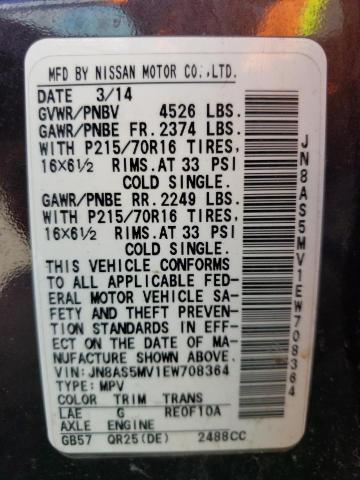 MFD BY NISSAN MOTOR CO.,LTD.
DATE 3/14
GVWR/PNBV 4526 LBS.
GAWR/PNBE FR. 2374 LBS.
WITH P215/70R16 TIRES,
16X6½ RIMS. AT 33 PSI
COLD SINGLE.
GAWR/PNBE RR. 2249 LBS.
WITH P215/70R16 TIRES,
16X6½ RIMS. AT 33 PSI
COLD SINGLE.
THIS VEHICLE CONFORMS
TO ALL APPLICABLE FED-
ERAL MOTOR VEHICLE SA-
FETY AND THEFT PREVEN-
TION STANDARDS IN EFF-
ECT ON THE DATE OF MA-
NUFACTURE SHOWN ABOVE.
VIN: JN8AS5MV1EW708364
TYPE: MPV
COLOR TRIM TRANS
LAE G RE0F10A
AXLE ENGINE
GB57 QR25(DE) 2488CC
JN8AS5MV1EW708364